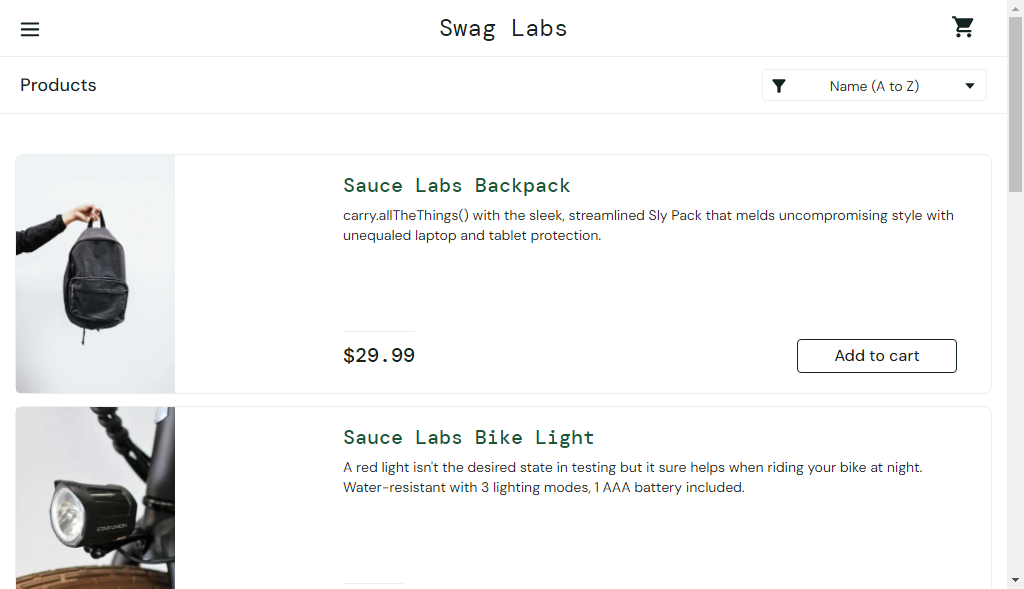 Swag Labs
Products
Name (A to Z)
Sauce Labs Backpack
carry.allTheThings() with the sleek, streamlined Sly Pack that melds uncompromising style with
unequaled laptop and tablet protection.
$29.99
Add to cart
Sauce Labs Bike Light
A red light isn't the desired state in testing but it sure helps when riding your bike at night.
Water-resistant with 3 lighting modes, 1 AAA battery included.